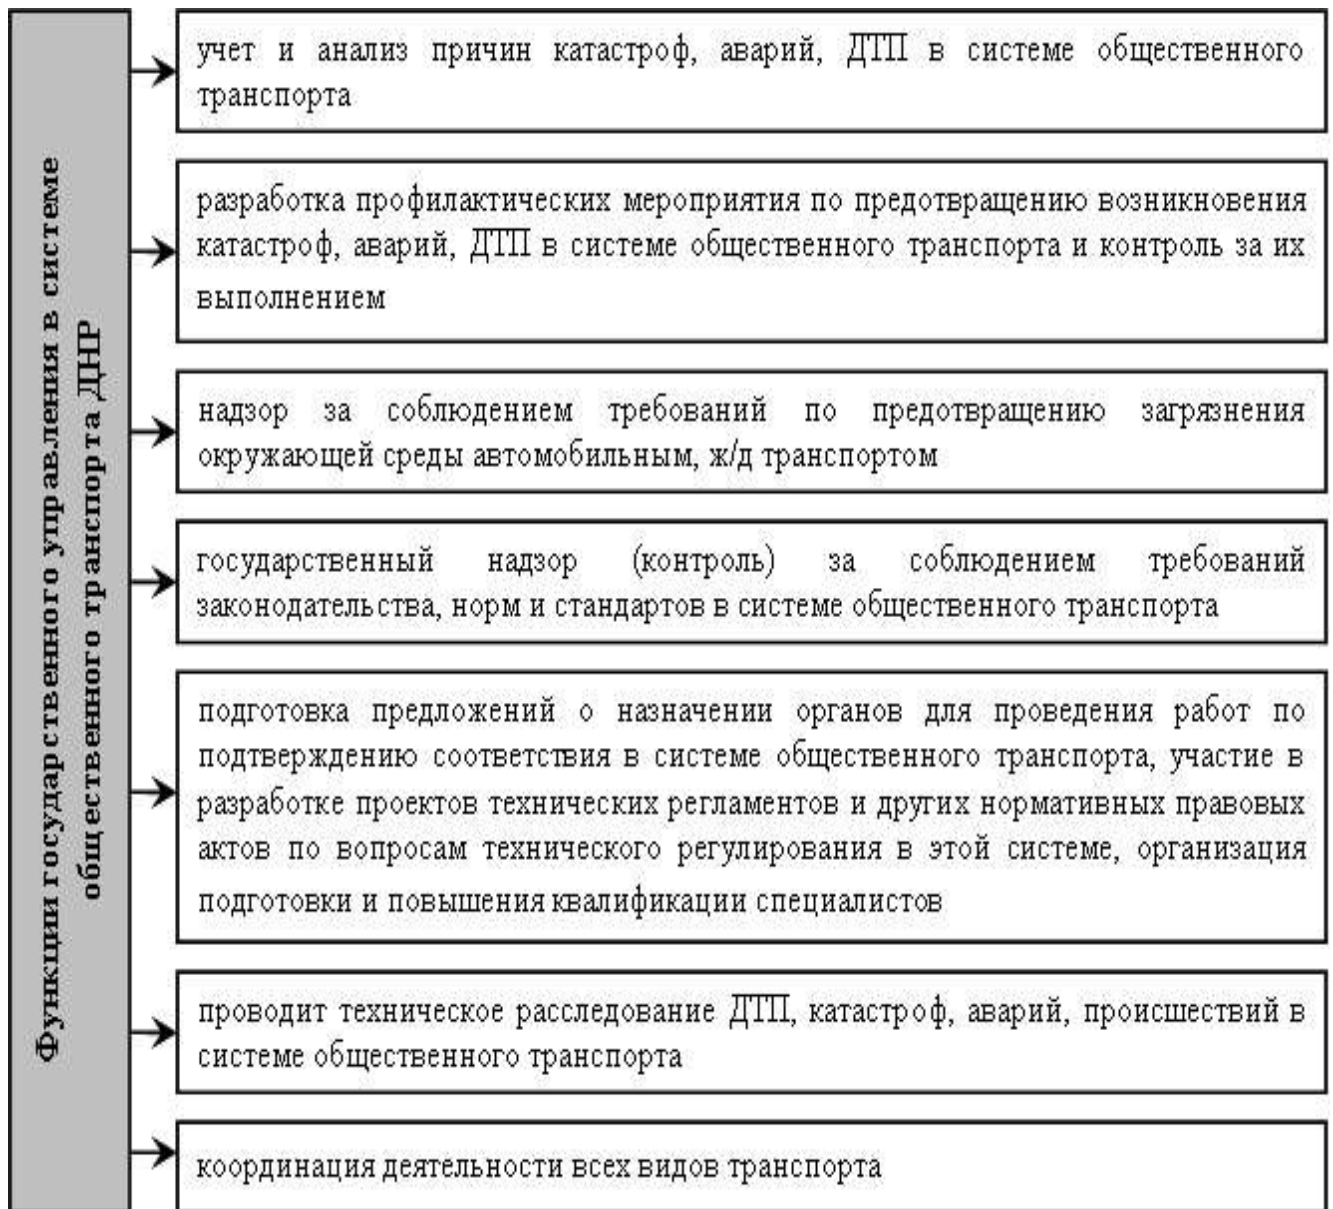 Функции государственного управления в системе
общественного транспорта ДНР
учет и анализ причин катастроф, аварий, ДТП в системе общественного
транспорта
разработка профилактических мероприятия по предотвращению возникновения
катастроф, аварий, ДТП в системе общественного транспорта и контроль за их
выполнением
надзор за соблюдением требований по предотвращению загрязнения
окружающей среды автомобильным, ж/д транспортом
государственный надзор (контроль) за соблюдением требований
законодательства, норм и стандартов в системе общественного транспорта
подготовка предложений о назначении органов для проведения работ по
подтверждению соответствия в системе общественного транспорта, участие в
разработке проектов технических регламентов и других нормативных правовых
актов по вопросам технического регулирования в этой системе, организация
подготовки и повышения квалификации специалистов
проводит техническое расследование ДТП, катастроф, аварий, происшествий в
системе общественного транспорта
координация деятельности всех видов транспорта